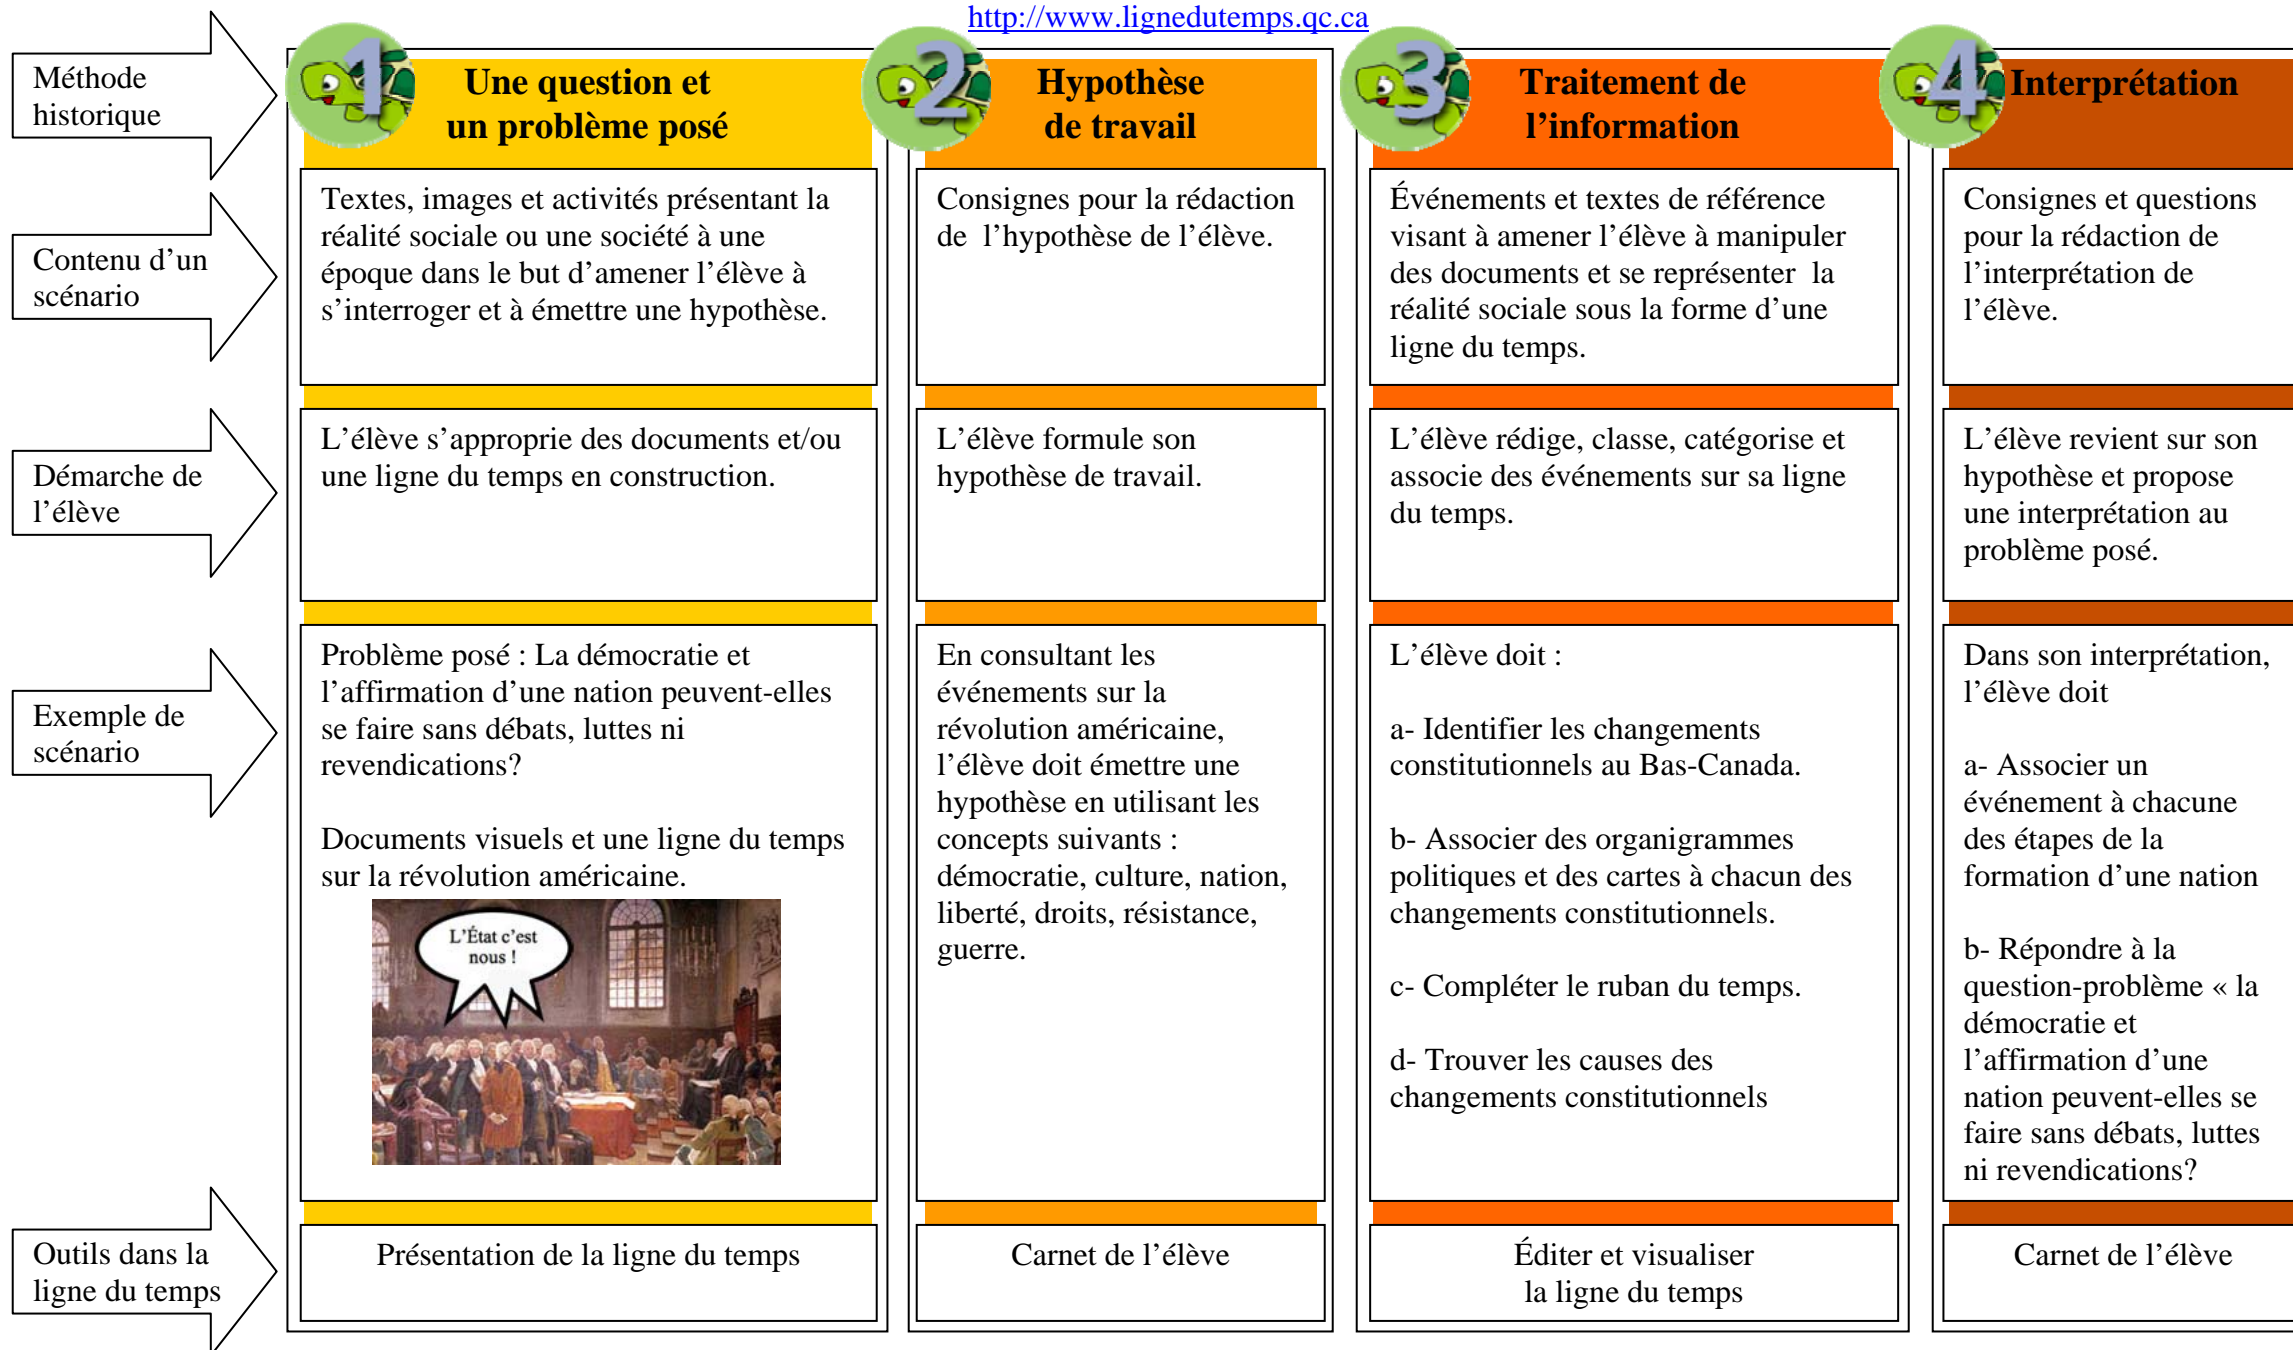 http://www.lignedutemps.qc.ca
Méthode
historique
1
Une question et
un problème posé
2
Hypothèse
de travail
3
Traitement de
l’information
4
Interprétation
Contenu d’un
scénario
Textes, images et activités présentant la
réalité sociale ou une société à une
époque dans le but d’amener l’élève à
s’interroger et à émettre une hypothèse.
Consignes pour la rédaction
de l’hypothèse de l’élève.
Événements et textes de référence
visant à amener l’élève à manipuler
des documents et se représenter la
réalité sociale sous la forme d’une
ligne du temps.
Consignes et questions
pour la rédaction de
l’interprétation de
l’élève.
Démarche de
l’élève
L’élève s’approprie des documents et/ou
une ligne du temps en construction.
L’élève formule son
hypothèse de travail.
L’élève rédige, classe, catégorise et
associe des événements sur sa ligne
du temps.
L’élève revient sur son
hypothèse et propose
une interprétation au
problème posé.
Exemple de
scénario
Problème posé : La démocratie et
l’affirmation d’une nation peuvent-elles
se faire sans débats, luttes ni
revendications?
Documents visuels et une ligne du temps
sur la révolution américaine.
L'État c'est
nous !
En consultant les
événements sur la
révolution américaine,
l’élève doit émettre une
hypothèse en utilisant les
concepts suivants :
démocratie, culture, nation,
liberté, droits, résistance,
guerre.
L’élève doit :
a- Identifier les changements
constitutionnels au Bas-Canada.
b- Associer des organigrammes
politiques et des cartes à chacun des
changements constitutionnels.
c- Compléter le ruban du temps.
d- Trouver les causes des
changements constitutionnels
Dans son interprétation,
l’élève doit
a- Associer un
événement à chacune
des étapes de la
formation d’une nation
b- Répondre à la
question-problème « la
démocratie et
l’affirmation d’une
nation peuvent-elles se
faire sans débats, luttes
ni revendications?
Outils dans la
ligne du temps
Présentation de la ligne du temps
Carnet de l’élève
Éditer et visualiser
la ligne du temps
Carnet de l’élève